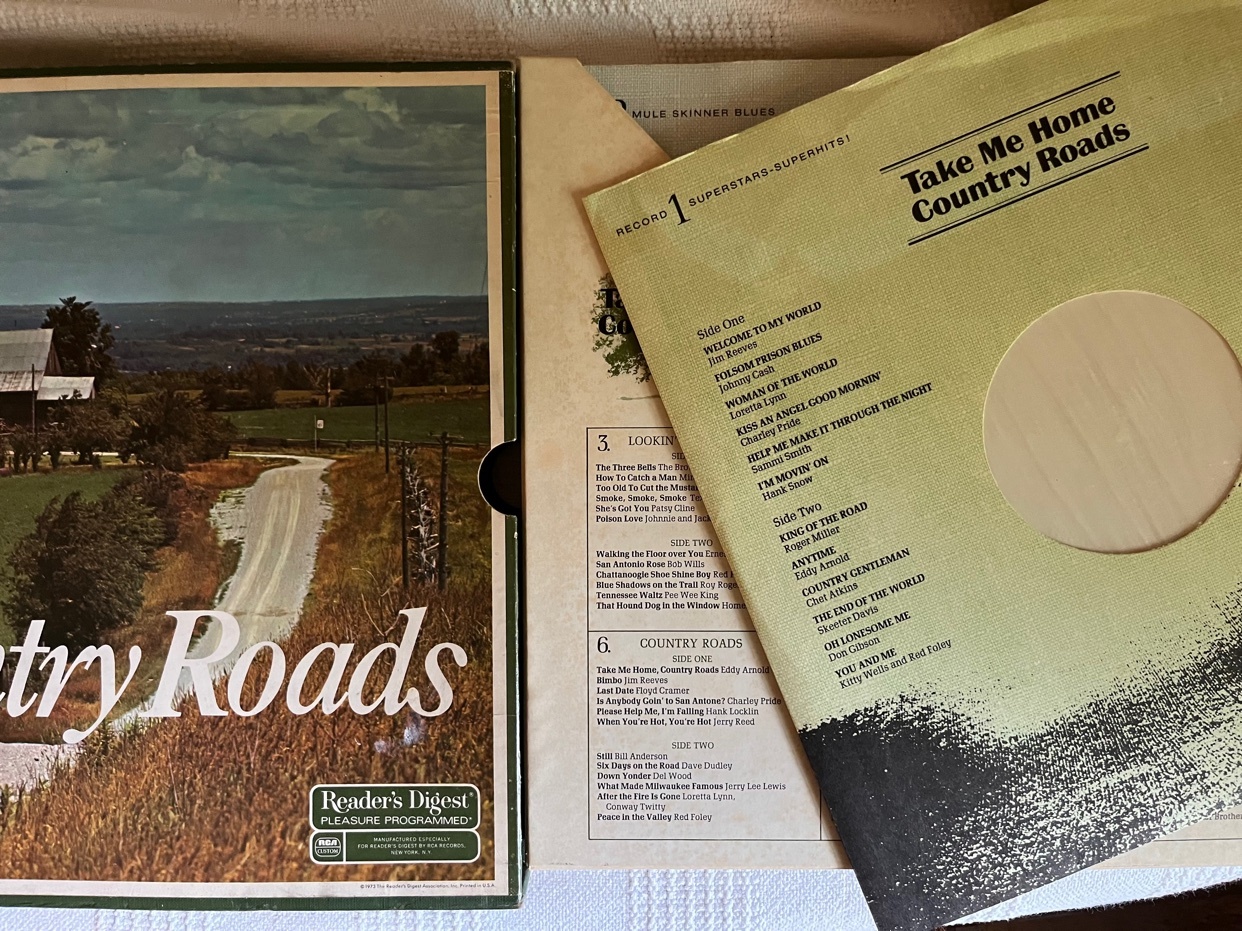 try Roads
Reader's Digest
PLEASURE PROGRAMMED
RCA
CUSTOM
MANUFACTURED ESPECIALLY
FOR READER'S DIGEST BY RCA RECORDS,
NEW YORK, N.Y.
© 1973 The Reader's Digest Association, Inc. Printed in U.S.A.
MULE SKINNER BLUES
3. LOOKIN'
The Three Bells The
How To Catch a Man
Too Old To Cut the
Smoke, Smoke, Smoke
She's Got You Patsy Cline
Poison Love Johnnie and Jack
SIDE TWO
Walking the Floor over You
San Antonio Rose Bob Wills
Chattanoogie Shoe Shine Boy Red
Blue Shadows on the Trail Roy
Tennessee Waltz Pee Wee King
That Hound Dog in the Window
6. COUNTRY ROADS
SIDE ONE
Take Me Home, Country Roads Eddy Arnold
Bimbo Jim Reeves
Last Date Floyd Cramer
Is Anybody Goin' to San Antone? Charley Pride
Please Help Me, I'm Falling Hank Locklin
When You're Hot, You're Hot Jerry Reed
SIDE TWO
Still Bill Anderson
Six Days on the Road Dave Dudley
Down Yonder Del Wood
What Made Milwaukee Famous Jerry Lee Lewis
After the Fire Is Gone Loretta Lynn,
Conway Twitty
Peace in the Valley Red Foley
RECORD 1 SUPERSTARS-SUPERHITS!
Take Me Home
Country Roads
Side One
WELCOME TO MY WORLD
Jim Reeves
FOLSOM PRISON BLUES
Johnny Cash
WOMAN OF THE WORLD
Loretta Lynn
KISS AN ANGEL GOOD MORNIN'
Charley Pride
HELP ME MAKE IT THROUGH THE NIGHT
Sammi Smith
I'M MOVIN' ON
Hank Snow
Side Two
KING OF THE ROAD
Roger Miller
ANYTIME
Eddy Arnold
COUNTRY GENTLEMAN
Chet Atkins
THE END OF THE WORLD
Skeeter Davis
OH LONESOME ME
Don Gibson
YOU AND ME
Kitty Wells and Red Foley